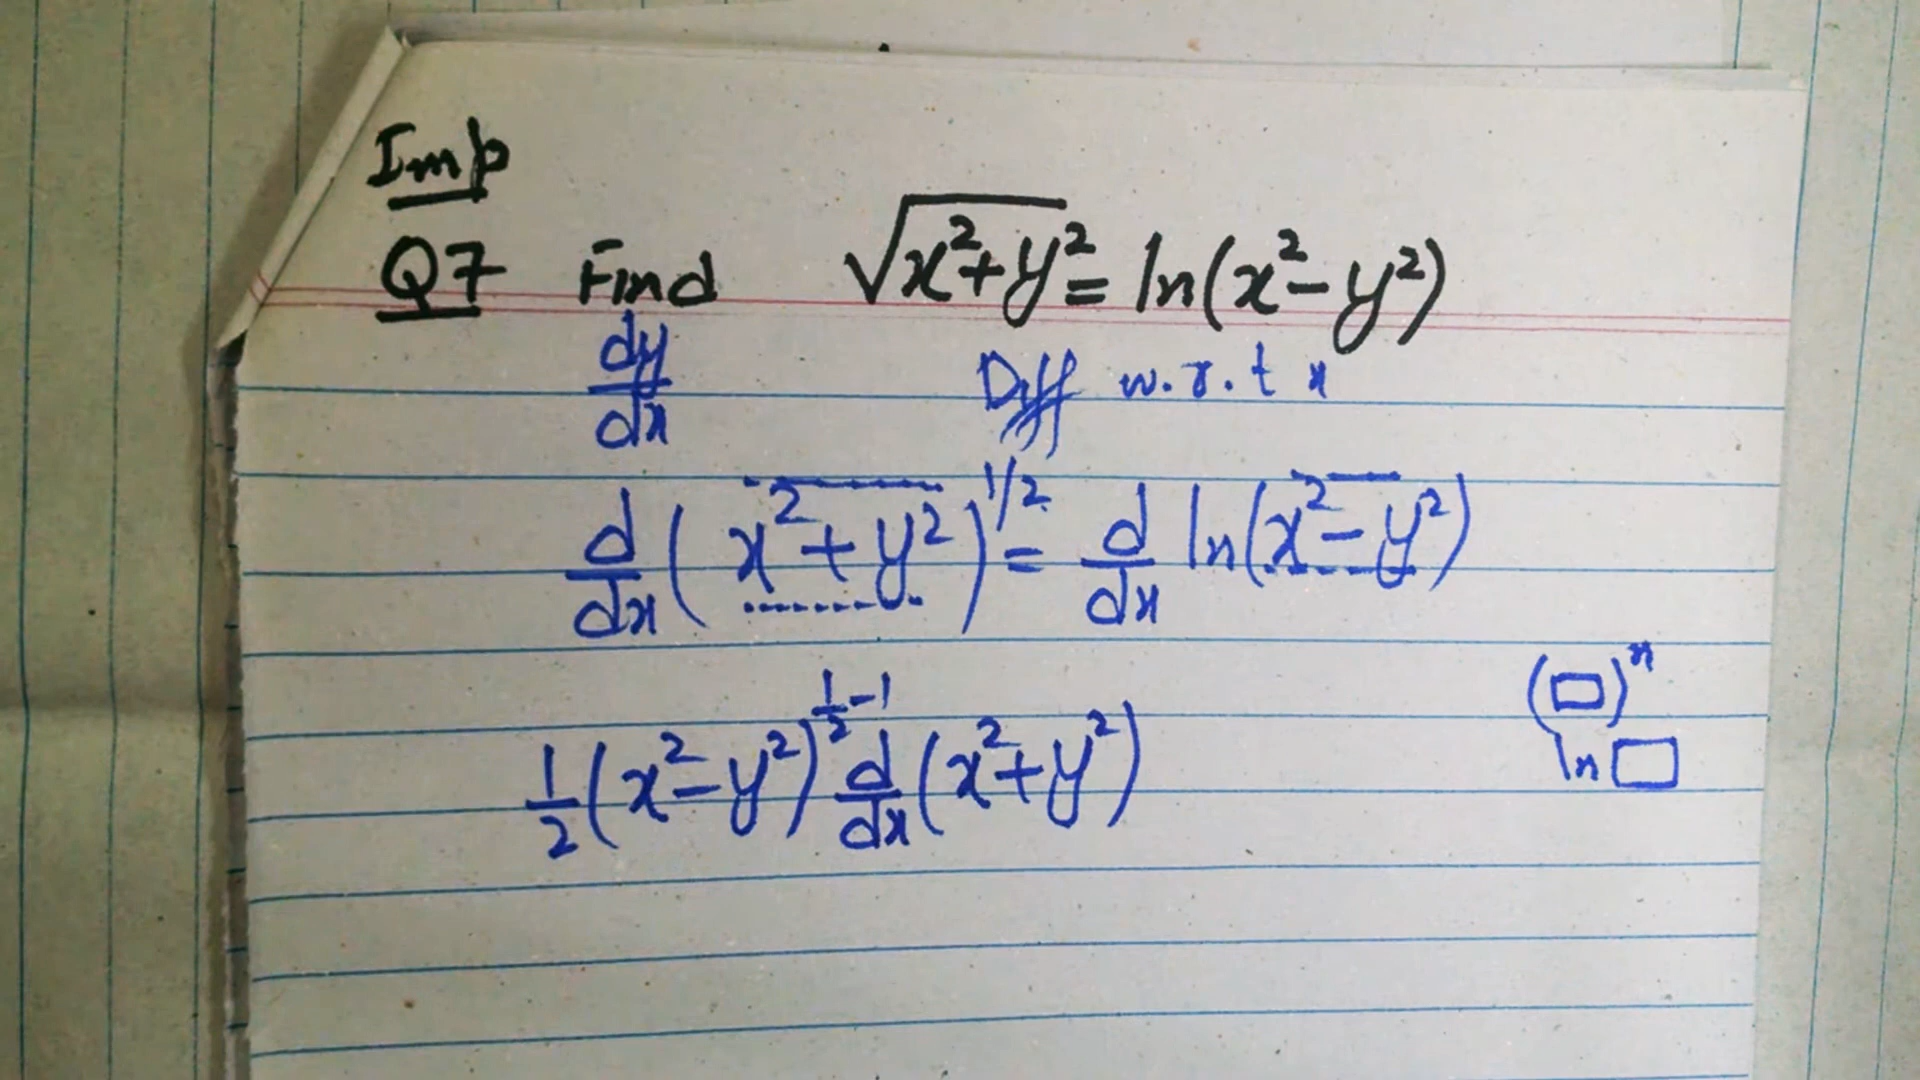 Imp
Q7 Find √x²+y² = ln(x²-y²)
dy/dx Diff w.r.t x
d/dx (x²+y²)^1/2 = d/dx ln(x²-y²)
1/2 (x²-y²)^1/2-1 d/dx (x²+y²)
(□)^n
ln □